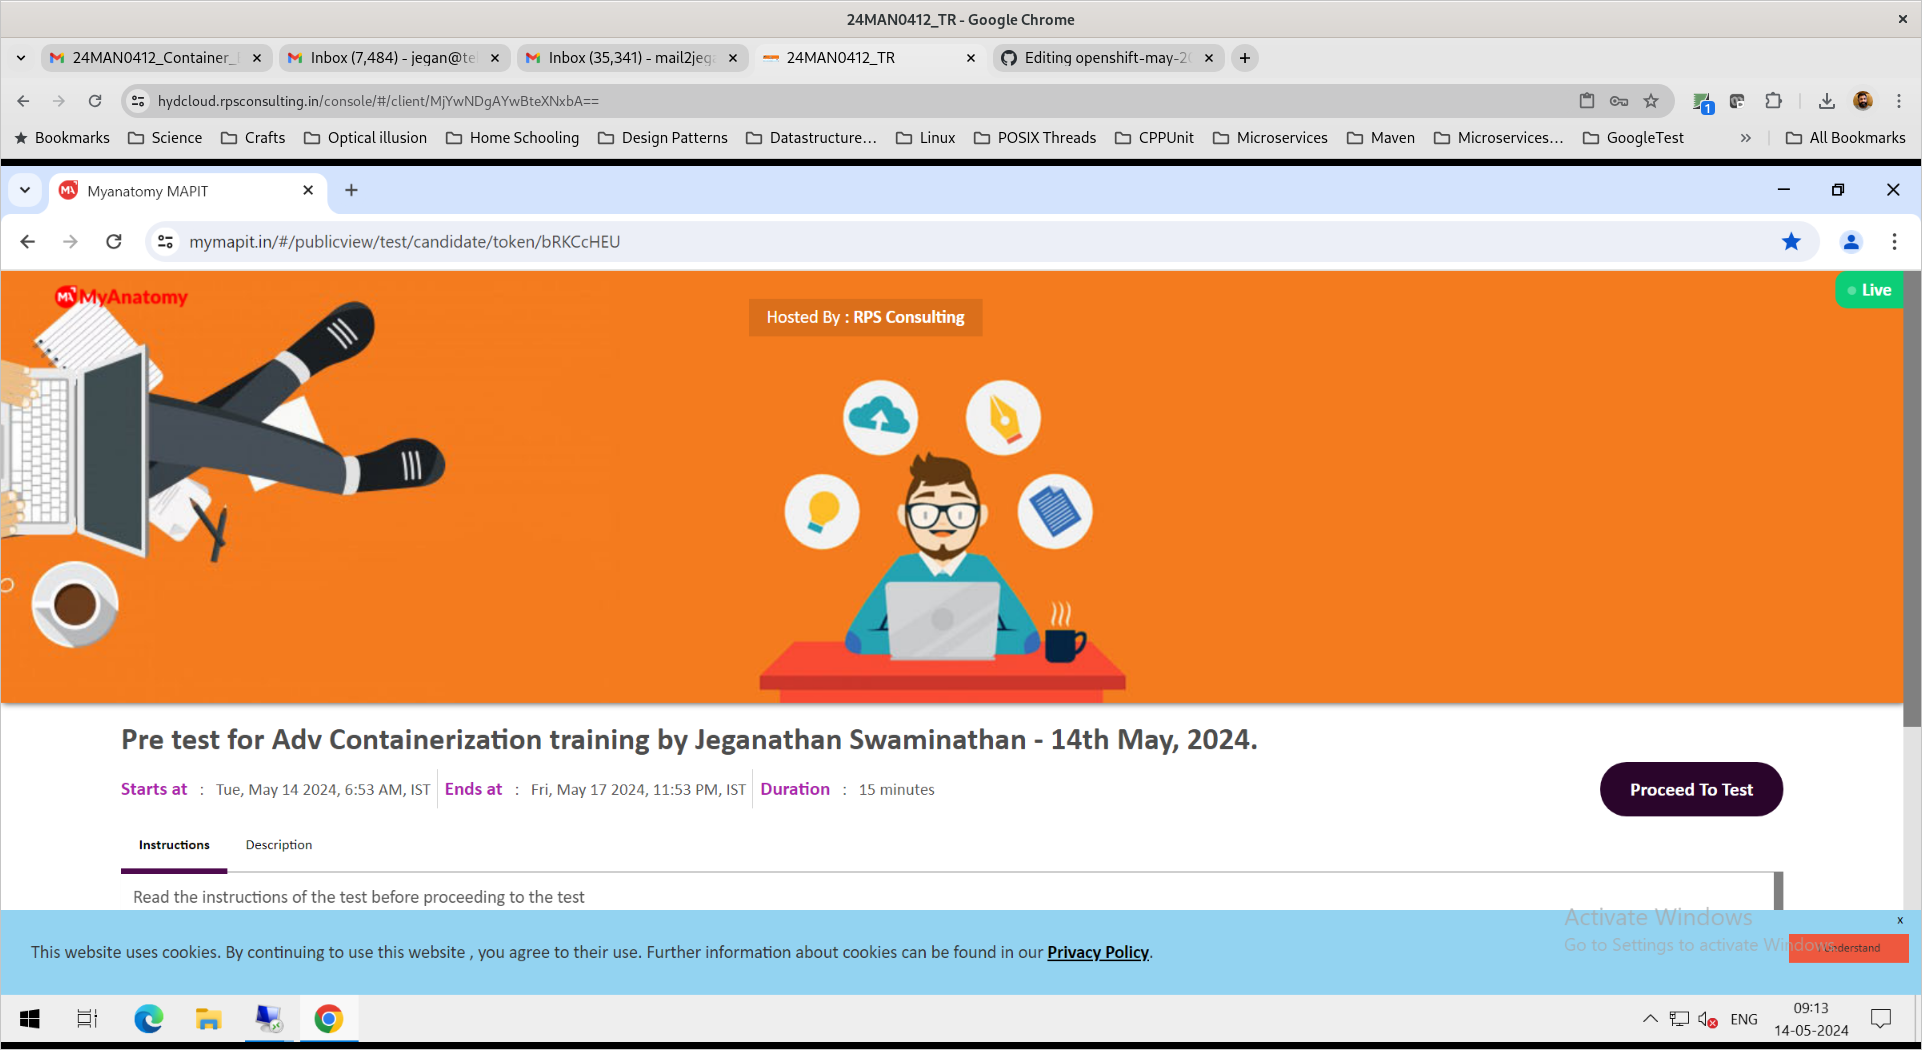 24MAN0412_TR - Google Chrome
24MAN0412_Container_
Inbox (7,484) - jegan@te
Inbox (35,341) - mail2jega
24MAN0412_TR
Editing openshift-may-20
hydcloud.rpsconsulting.in/console/#/client/MjYwNDgAYwBteXNxbA==
1
Bookmarks
Science
Crafts
Optical illusion
Home Schooling
Design Patterns
Datastructure...
Linux
POSIX Threads
CPPUnit
Microservices
Maven
Microservices...
GoogleTest
All Bookmarks
Myanatomy MAPIT
mymapit.in/#/publicview/test/candidate/token/bRKCcHEU
MyAnatomy
Hosted By : RPS Consulting
Live
Pre test for Adv Containerization training by Jeganathan Swaminathan - 14th May, 2024.
Starts at : Tue, May 14 2024, 6:53 AM, IST Ends at : Fri, May 17 2024, 11:53 PM, IST Duration : 15 minutes
Proceed To Test
Instructions
Description
Read the instructions of the test before proceeding to the test
Activate Windows
Go to Settings to activate Windows.
x
This website uses cookies. By continuing to use this website , you agree to their use. Further information about cookies can be found in our Privacy Policy.
ENG
09:13
14-05-2024